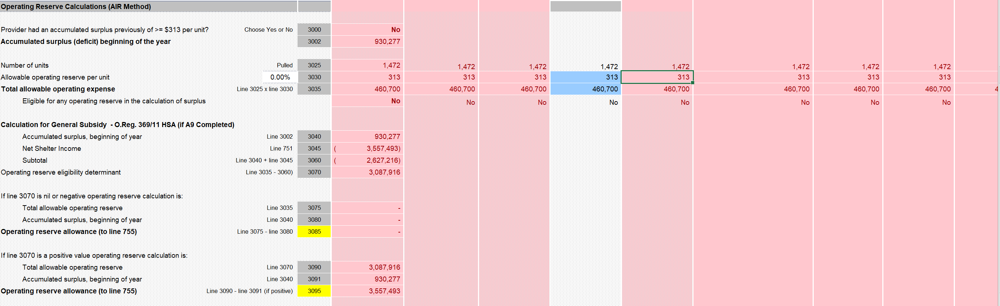 Operating Reserve Calculations (AIR Method)
Provider had an accumulated surplus previously of >= $313 per unit? Choose Yes or No 3000 No
Accumulated surplus (deficit) beginning of the year 3002 930,277
Number of units Pulled 3025 1,472 1,472 1,472 1,472 1,472 1,472 1,472 1,472
Allowable operating reserve per unit 0.00% 3030 313 313 313 313 313 313 313 313
Total allowable operating expense Line 3025 x line 3030 3035 460,700 460,700 460,700 460,700 460,700 460,700 460,700 460,700 4
Eligible for any operating reserve in the calculation of surplus No No No No No No No No
Calculation for General Subsidy - O.Reg. 369/11 HSA (if A9 Completed)
Accumulated surplus, beginning of year Line 3002 3040 930,277
Net Shelter Income Line 751 3045 ( 3,557,493)
Subtotal Line 3040 + line 3045 3060 ( 2,627,216)
Operating reserve eligibility determinant Line 3035 - 3060) 3070 3,087,916
If line 3070 is nil or negative operating reserve calculation is:
Total allowable operating reserve Line 3035 3075 -
Accumulated surplus, beginning of year Line 3040 3080 -
Operating reserve allowance (to line 755) Line 3075 - line 3080 3085 -
If line 3070 is a positive value operating reserve calculation is:
Total allowable operating reserve Line 3070 3090 3,087,916
Accumulated surplus, beginning of year Line 3040 3091 930,277
Operating reserve allowance (to line 755) Line 3090 - line 3091 (if positive) 3095 3,557,493